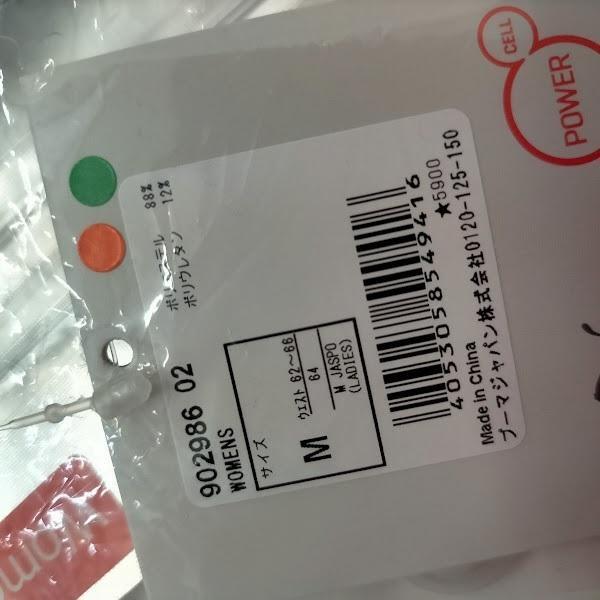 CELL
POWER
902986 02
WOMENS
ポリエステル 88%
ポリウレタン 12%
サイズ
M
ウエスト 62～66
64
M JASPO
(LADIES)
4053058549416
★5900
Made in China
プーマジャパン株式会社0120-125-150